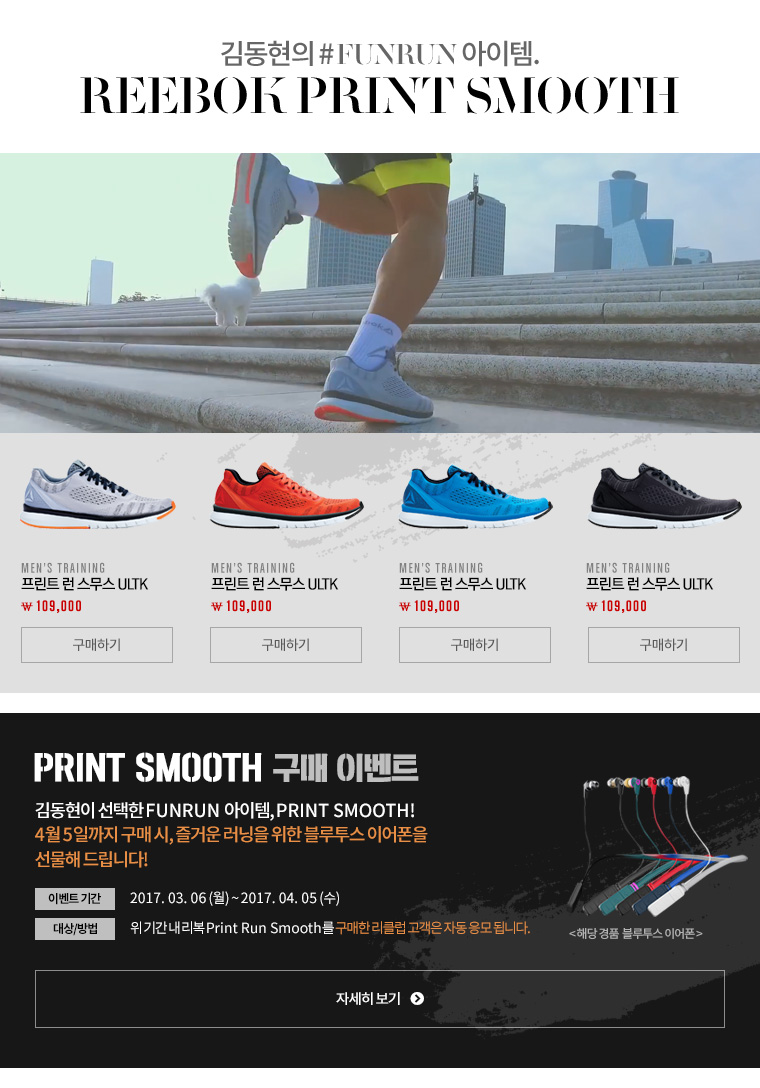 김동현의 #FUNRUN 아이템.
REEBOK PRINT SMOOTH
MEN'S TRAINING
프린트 런 스무스 ULTK
₩ 109,000
구매하기
MEN'S TRAINING
프린트 런 스무스 ULTK
₩ 109,000
구매하기
MEN'S TRAINING
프린트 런 스무스 ULTK
₩ 109,000
구매하기
MEN'S TRAINING
프린트 런 스무스 ULTK
₩ 109,000
구매하기
PRINT SMOOTH 구매 이벤트
김동현이 선택한 FUNRUN 아이템, PRINT SMOOTH!
4월 5일까지 구매 시, 즐거운 러닝을 위한 블루투스 이어폰을
선물해 드립니다!
이벤트 기간 2017. 03. 06 (월) ~ 2017. 04. 05 (수)
대상/방법 위 기간 내 리복 Print Run Smooth를 구매한 리클럽 고객은 자동 응모 됩니다.
<해당 경품 블루투스 이어폰>
자세히 보기